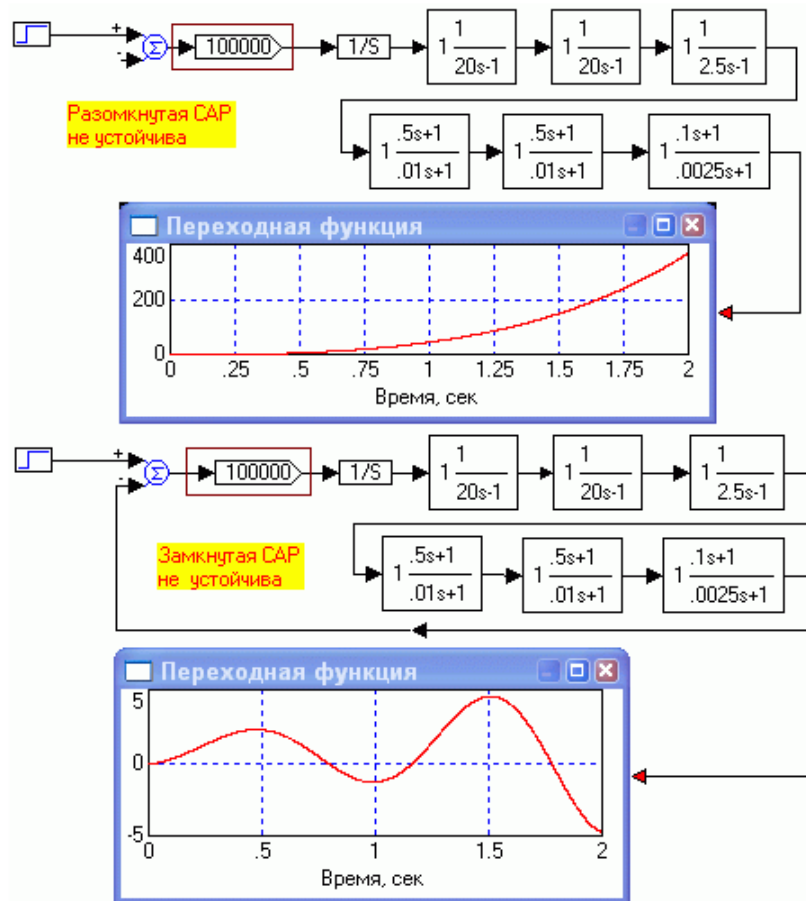 +
-
Σ
100000
1/S
1 1/20s-1
1 1/20s-1
1 1/2.5s-1
Разомкнутая САР
не устойчива
1 .5s+1/.01s+1
1 .5s+1/.01s+1
1 .1s+1/.0025s+1
Переходная функция
400
200
0
0 .25 .5 .75 1 1.25 1.5 1.75 2
Время, сек
+
-
Σ
100000
1/S
1 1/20s-1
1 1/20s-1
1 1/2.5s-1
Замкнутая САР
не устойчива
1 .5s+1/.01s+1
1 .5s+1/.01s+1
1 .1s+1/.0025s+1
Переходная функция
5
0
-5
0 .5 1 1.5 2
Время, сек